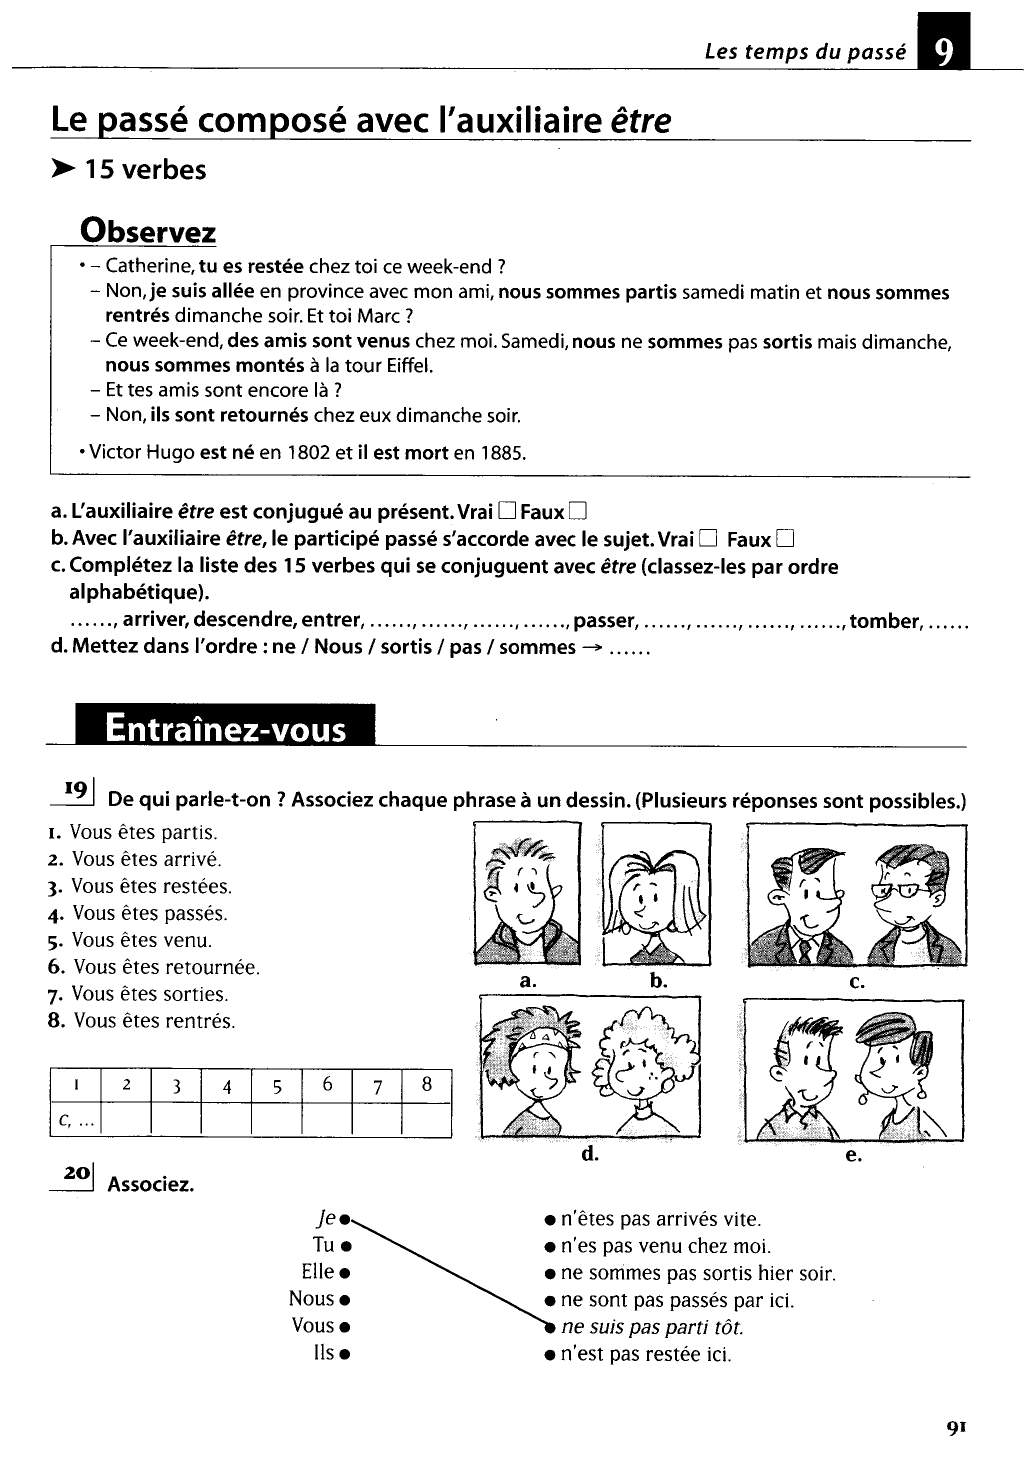 Les temps du passé 9
Le passé composé avec l'auxiliaire être
➤ 15 verbes
Observez
• – Catherine, tu es restée chez toi ce week-end ?
– Non, je suis allée en province avec mon ami, nous sommes partis samedi matin et nous sommes
rentrés dimanche soir. Et toi Marc ?
– Ce week-end, des amis sont venus chez moi. Samedi, nous ne sommes pas sortis mais dimanche,
nous sommes montés à la tour Eiffel.
– Et tes amis sont encore là ?
– Non, ils sont retournés chez eux dimanche soir.
• Victor Hugo est né en 1802 et il est mort en 1885.
a. L'auxiliaire être est conjugué au présent. Vrai □ Faux □
b. Avec l'auxiliaire être, le participé passé s'accorde avec le sujet. Vrai □ Faux □
c. Complétez la liste des 15 verbes qui se conjuguent avec être (classez-les par ordre
alphabétique).
......, arriver, descendre, entrer, ......, ......, ......, ......, passer, ......, ......, ......, ......, tomber, ......
d. Mettez dans l'ordre : ne / Nous / sortis / pas / sommes → ......
Entraînez-vous
19 De qui parle-t-on ? Associez chaque phrase à un dessin. (Plusieurs réponses sont possibles.)
1. Vous êtes partis.
2. Vous êtes arrivé.
3. Vous êtes restées.
4. Vous êtes passés.
5. Vous êtes venu.
6. Vous êtes retournée.
7. Vous êtes sorties.
8. Vous êtes rentrés.
a. b. c.
1 2 3 4 5 6 7 8
c, ...
d. e.
20 Associez.
Je • • n'êtes pas arrivés vite.
Tu • • n'es pas venu chez moi.
Elle • • ne sommes pas sortis hier soir.
Nous • • ne sont pas passés par ici.
Vous • • ne suis pas parti tôt.
Ils • • n'est pas restée ici.
91